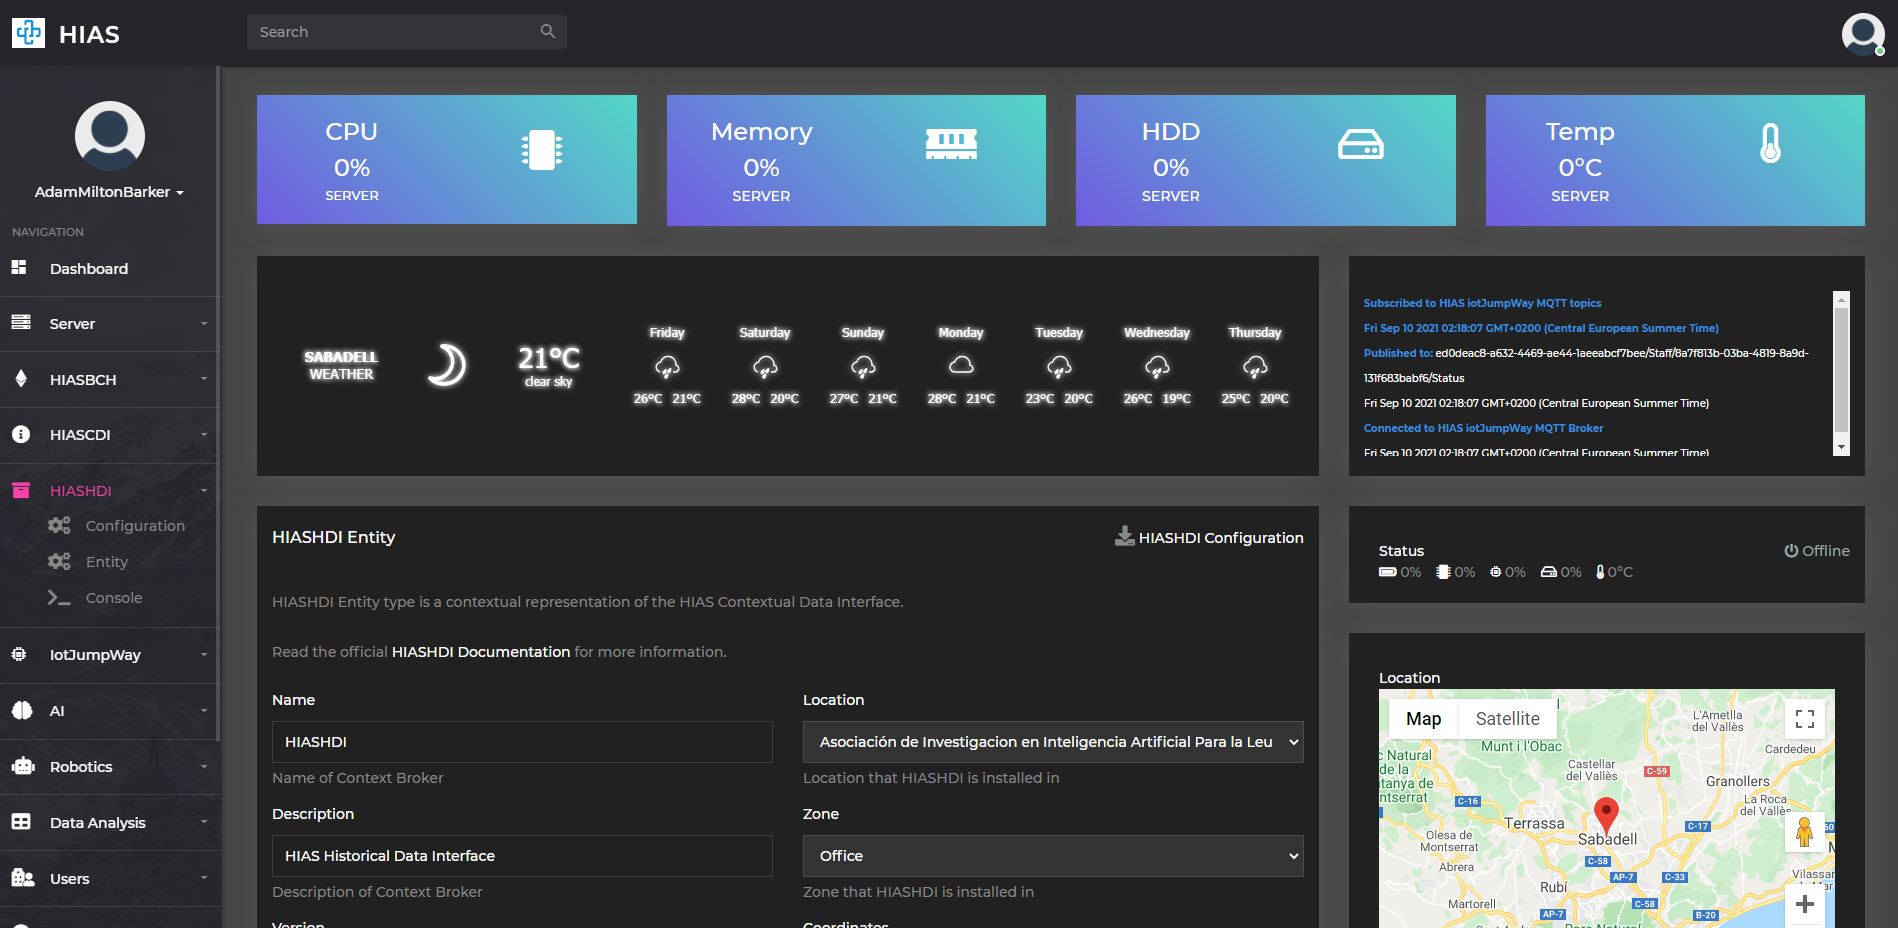 HIAS
Search
AdamMiltonBarker
NAVIGATION
Dashboard
Server
HIASBCH
HIASCDI
HIASHDI
Configuration
Entity
Console
IotJumpWay
AI
Robotics
Data Analysis
Users
CPU
0%
SERVER
Memory
0%
SERVER
HDD
0%
SERVER
Temp
0°C
SERVER
SABADELL
WEATHER
21°C
clear sky
Friday
26°C 21°C
Saturday
28°C 20°C
Sunday
27°C 21°C
Monday
28°C 21°C
Tuesday
23°C 20°C
Wednesday
26°C 19°C
Thursday
25°C 20°C
Subscribed to HIAS iotJumpWay MQTT topics
Fri Sep 10 2021 02:18:07 GMT+0200 (Central European Summer Time)
Published to: ed0deac8-a632-4469-ae44-1aeeabcf7bee/Staff/8a7f813b-03ba-4819-8a9d-
131f683babf6/Status
Fri Sep 10 2021 02:18:07 GMT+0200 (Central European Summer Time)
Connected to HIAS iotJumpWay MQTT Broker
Fri Sep 10 2021 02:18:07 GMT+0200 (Central European Summer Time)
HIASHDI Entity
HIASHDI Configuration
HIASHDI Entity type is a contextual representation of the HIAS Contextual Data Interface.
Read the official HIASHDI Documentation for more information.
Name
HIASHDI
Name of Context Broker
Description
HIAS Historical Data Interface
Description of Context Broker
Version
Location
Asociación de Investigacion en Inteligencia Artificial Para la Leu
Location that HIASHDI is installed in
Zone
Office
Zone that HIASHDI is installed in
Coordinates
Status
Offline
0% 0% 0% 0% 0°C
Location
Map
Satellite
L'Ametlla
del Vallès
Munt i l'Obac
Cardedeu
c Natural
de la
tanya de
ntserrat
Castellar
del Vallès
C-59
Granollers
C-16
La Roca
del Vallès
Terrassa
Sabadell
C-17
60
Olesa de
Montserrat
C-58
Abrera
AP-7
C-33
Vilassar
de Mar
Rubí
Martorell
C-58
AP-7
B-20
Parc Natural
Sant Andreu